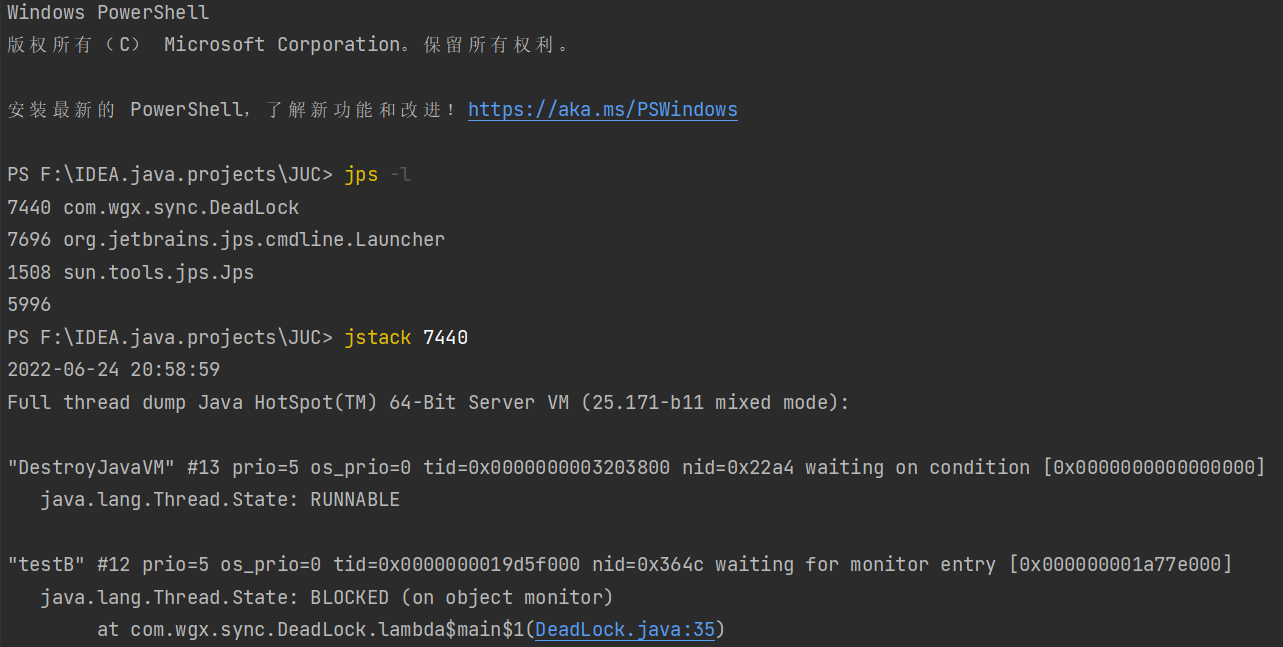 Windows PowerShell
版权所有（C） Microsoft Corporation。保留所有权利。
安装最新的 PowerShell，了解新功能和改进！https://aka.ms/PSWindows
PS F:\IDEA.java.projects\JUC> jps -l
7440 com.wgx.sync.DeadLock
7696 org.jetbrains.jps.cmdline.Launcher
1508 sun.tools.jps.Jps
5996
PS F:\IDEA.java.projects\JUC> jstack 7440
2022-06-24 20:58:59
Full thread dump Java HotSpot(TM) 64-Bit Server VM (25.171-b11 mixed mode):
"DestroyJavaVM" #13 prio=5 os_prio=0 tid=0x0000000003203800 nid=0x22a4 waiting on condition [0x0000000000000000]
java.lang.Thread.State: RUNNABLE
"testB" #12 prio=5 os_prio=0 tid=0x0000000019d5f000 nid=0x364c waiting for monitor entry [0x000000001a77e000]
java.lang.Thread.State: BLOCKED (on object monitor)
at com.wgx.sync.DeadLock.lambda$main$1(DeadLock.java:35)